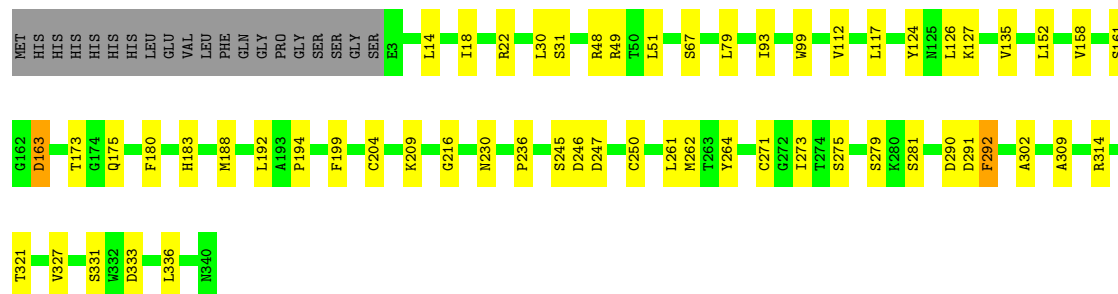 MET HIS HIS HIS HIS HIS HIS LEU GLU VAL LEU PHE GLN GLY PRO GLY SER SER GLY SER E3 L14 I18 R22 L30 S31 R48 R49 T50 L51 S67 L79 I93 W99 V112 L117 Y124 N125 L126 K127 V135 L152 V158 S161
G162 D163 T173 G174 Q175 F180 H183 M188 L192 A193 P194 F199 C204 K209 G216 N230 P236 S245 D246 D247 C250 L261 M262 T263 Y264 C271 G272 I273 T274 S275 S279 K280 S281 D290 D291 F292 A302 A309 R314
T321 V327 S331 W332 D333 L336 N340